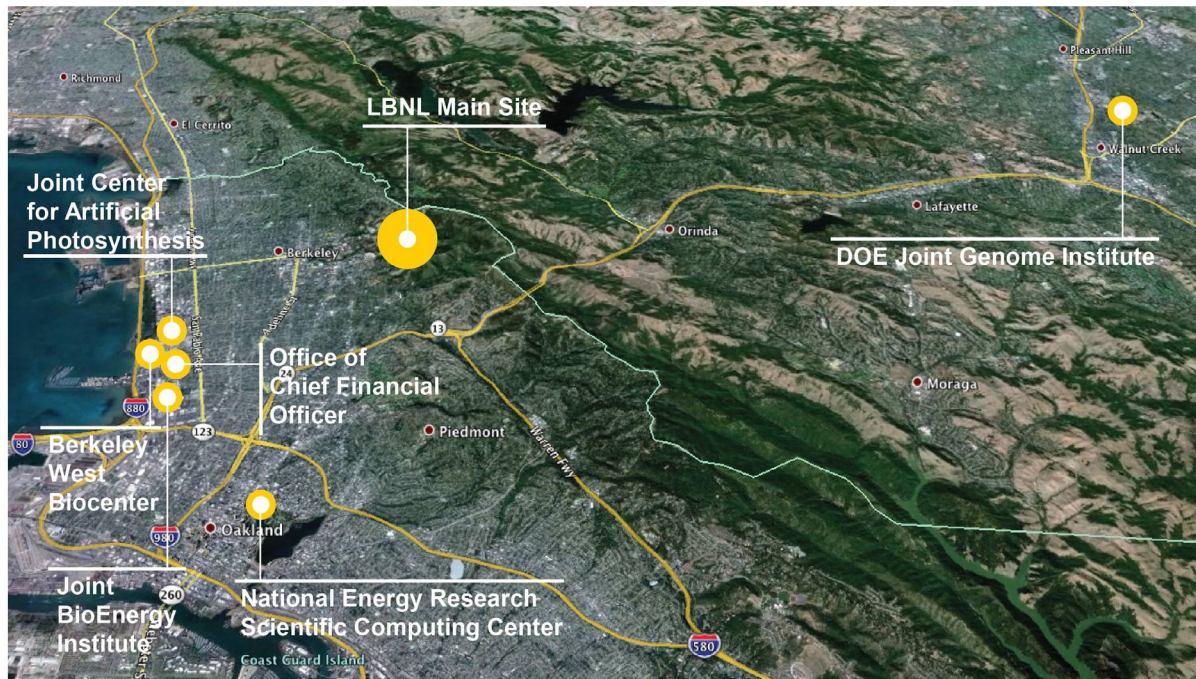 Pleasant Hill
Richmond
LBNL Main Site
El Cerrito
Walnut Creek
Joint Center
for Artificial
Photosynthesis
Lafayette
Orinda
Berkeley
DOE Joint Genome Institute
13
Office of
Chief Financial
Officer
24
Moraga
880
123
Piedmont
80
Berkeley
West
Biocenter
Warren Fwy
Oakland
980
Joint
BioEnergy
Institute
260
National Energy Research
Scientific Computing Center
580
Coast Guard Island